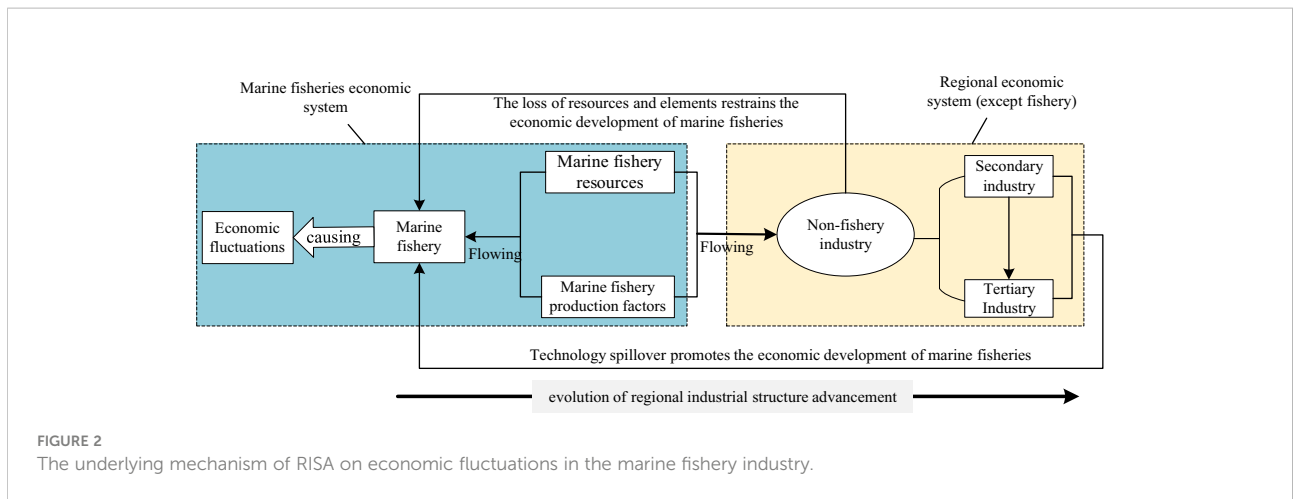 Marine fisheries economic
system
Regional economic
system (except fishery)
The loss of resources and elements restrains the
economic development of marine fisheries
Marine fishery
resources
Secondary
industry
Economic
fluctuations
causing
Marine
fishery
Flowing
Flowing
Non-fishery
industry
Marine fishery
production factors
Tertiary
Industry
Technology spillover promotes the economic development of marine fisheries
evolution of regional industrial structure advancement
FIGURE 2
The underlying mechanism of RISA on economic fluctuations in the marine fishery industry.